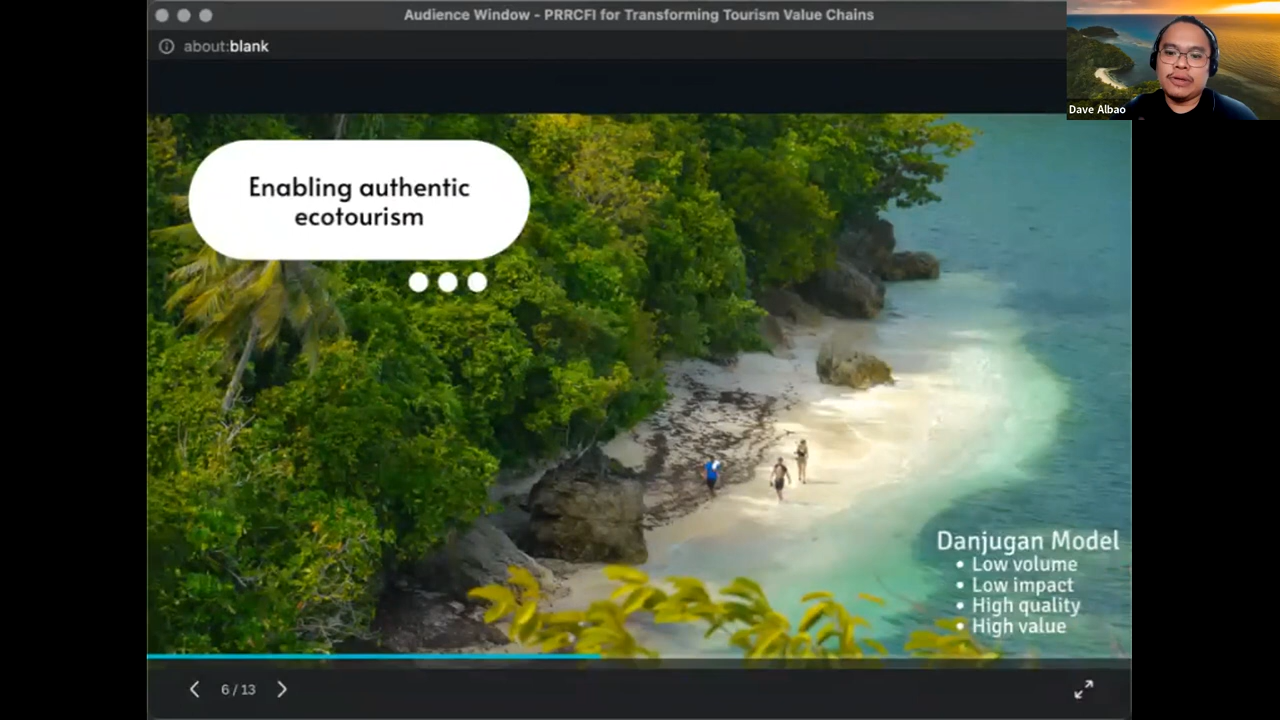 Audience Window - PRRCFI for Transforming Tourism Value Chains
about:blank
Dave Albao
Enabling authentic
ecotourism
Danjugan Model
• Low volume
• Low impact
• High quality
• High value
6 / 13